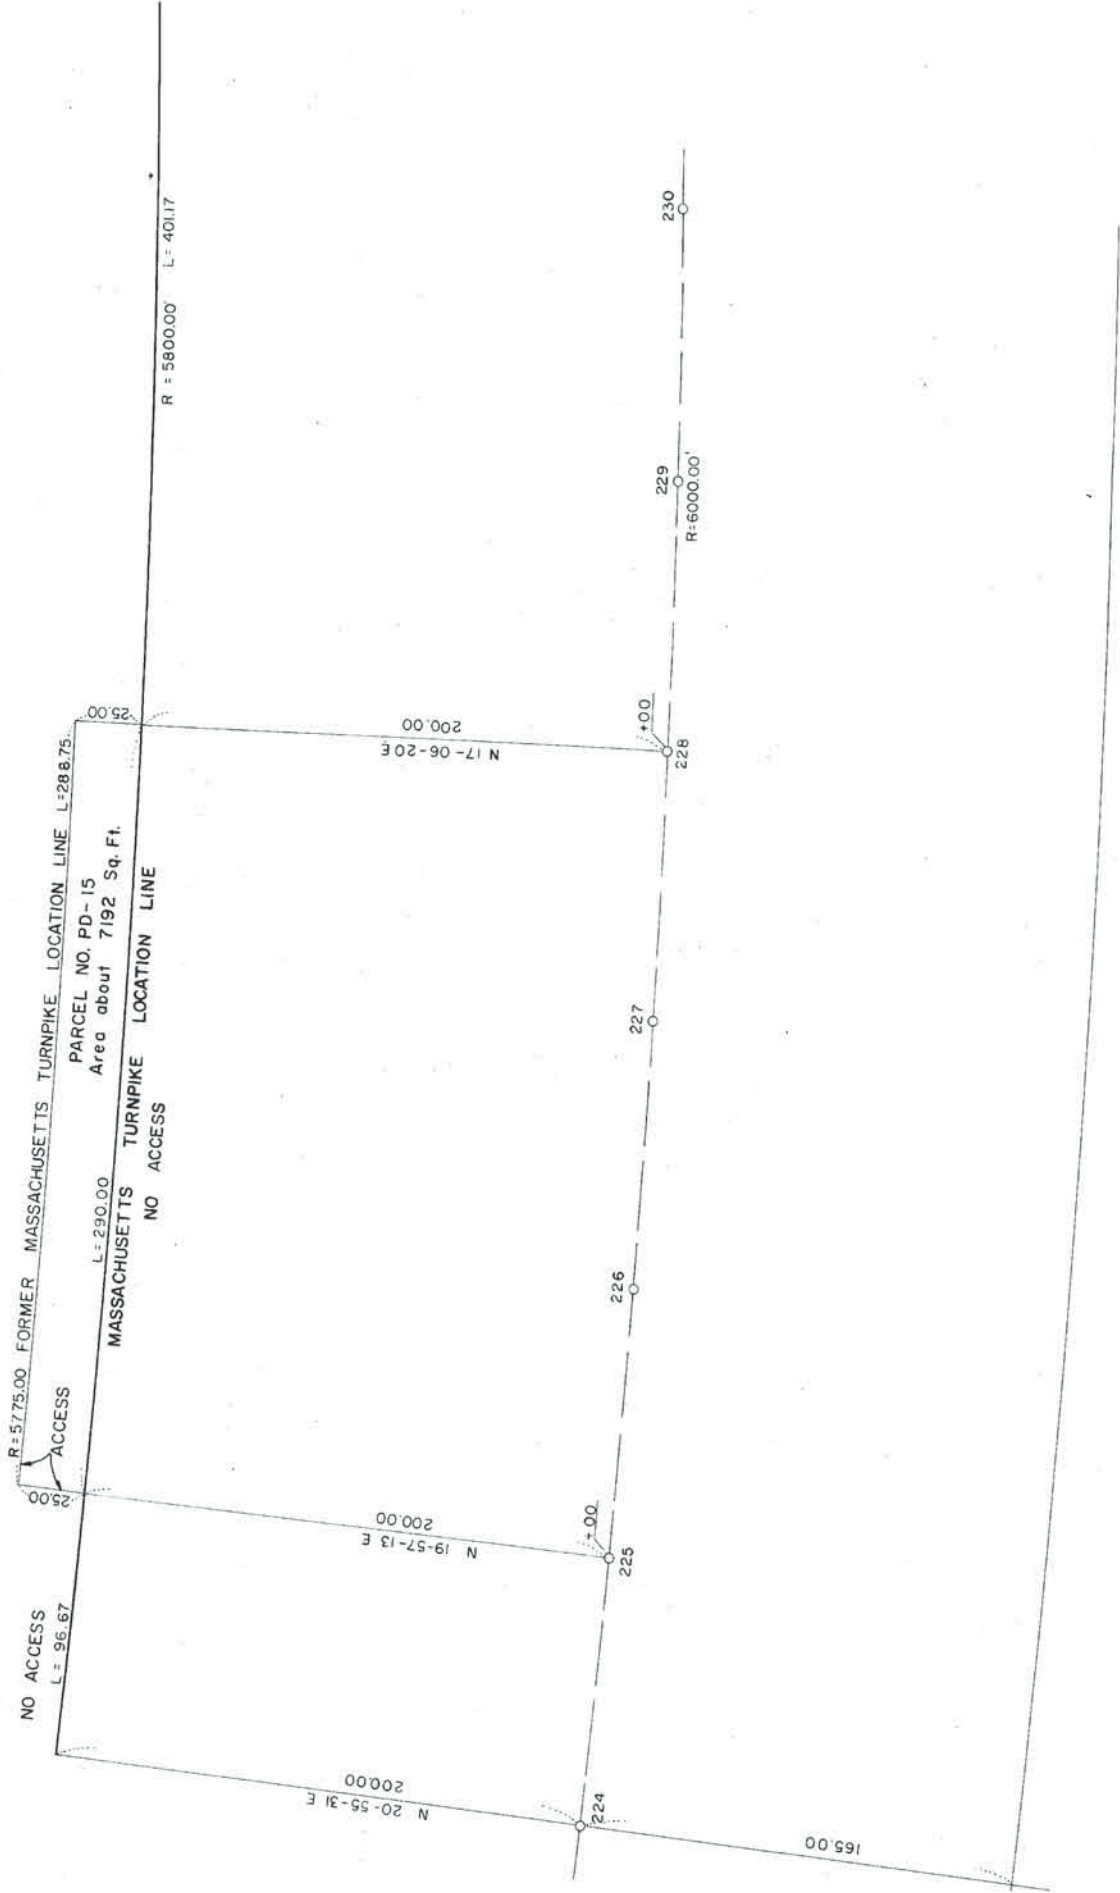 R = 5775.00 FORMER MASSACHUSETTS TURNPIKE LOCATION LINE L = 288.75
ACCESS
25.00
25.00
PARCEL NO. PD-15
Area about 7192 Sq. Ft.
NO ACCESS
L = 96.67
L = 290.00
MASSACHUSETTS TURNPIKE LOCATION LINE
NO ACCESS
R = 5800.00' L = 401.17
N 20-55-31 E
200.00
N 19-57-13 E
200.00
N 17-06-20 E
200.00
+00
+00
224
225
226
227
228
229
230
R=6000.00'
165.00